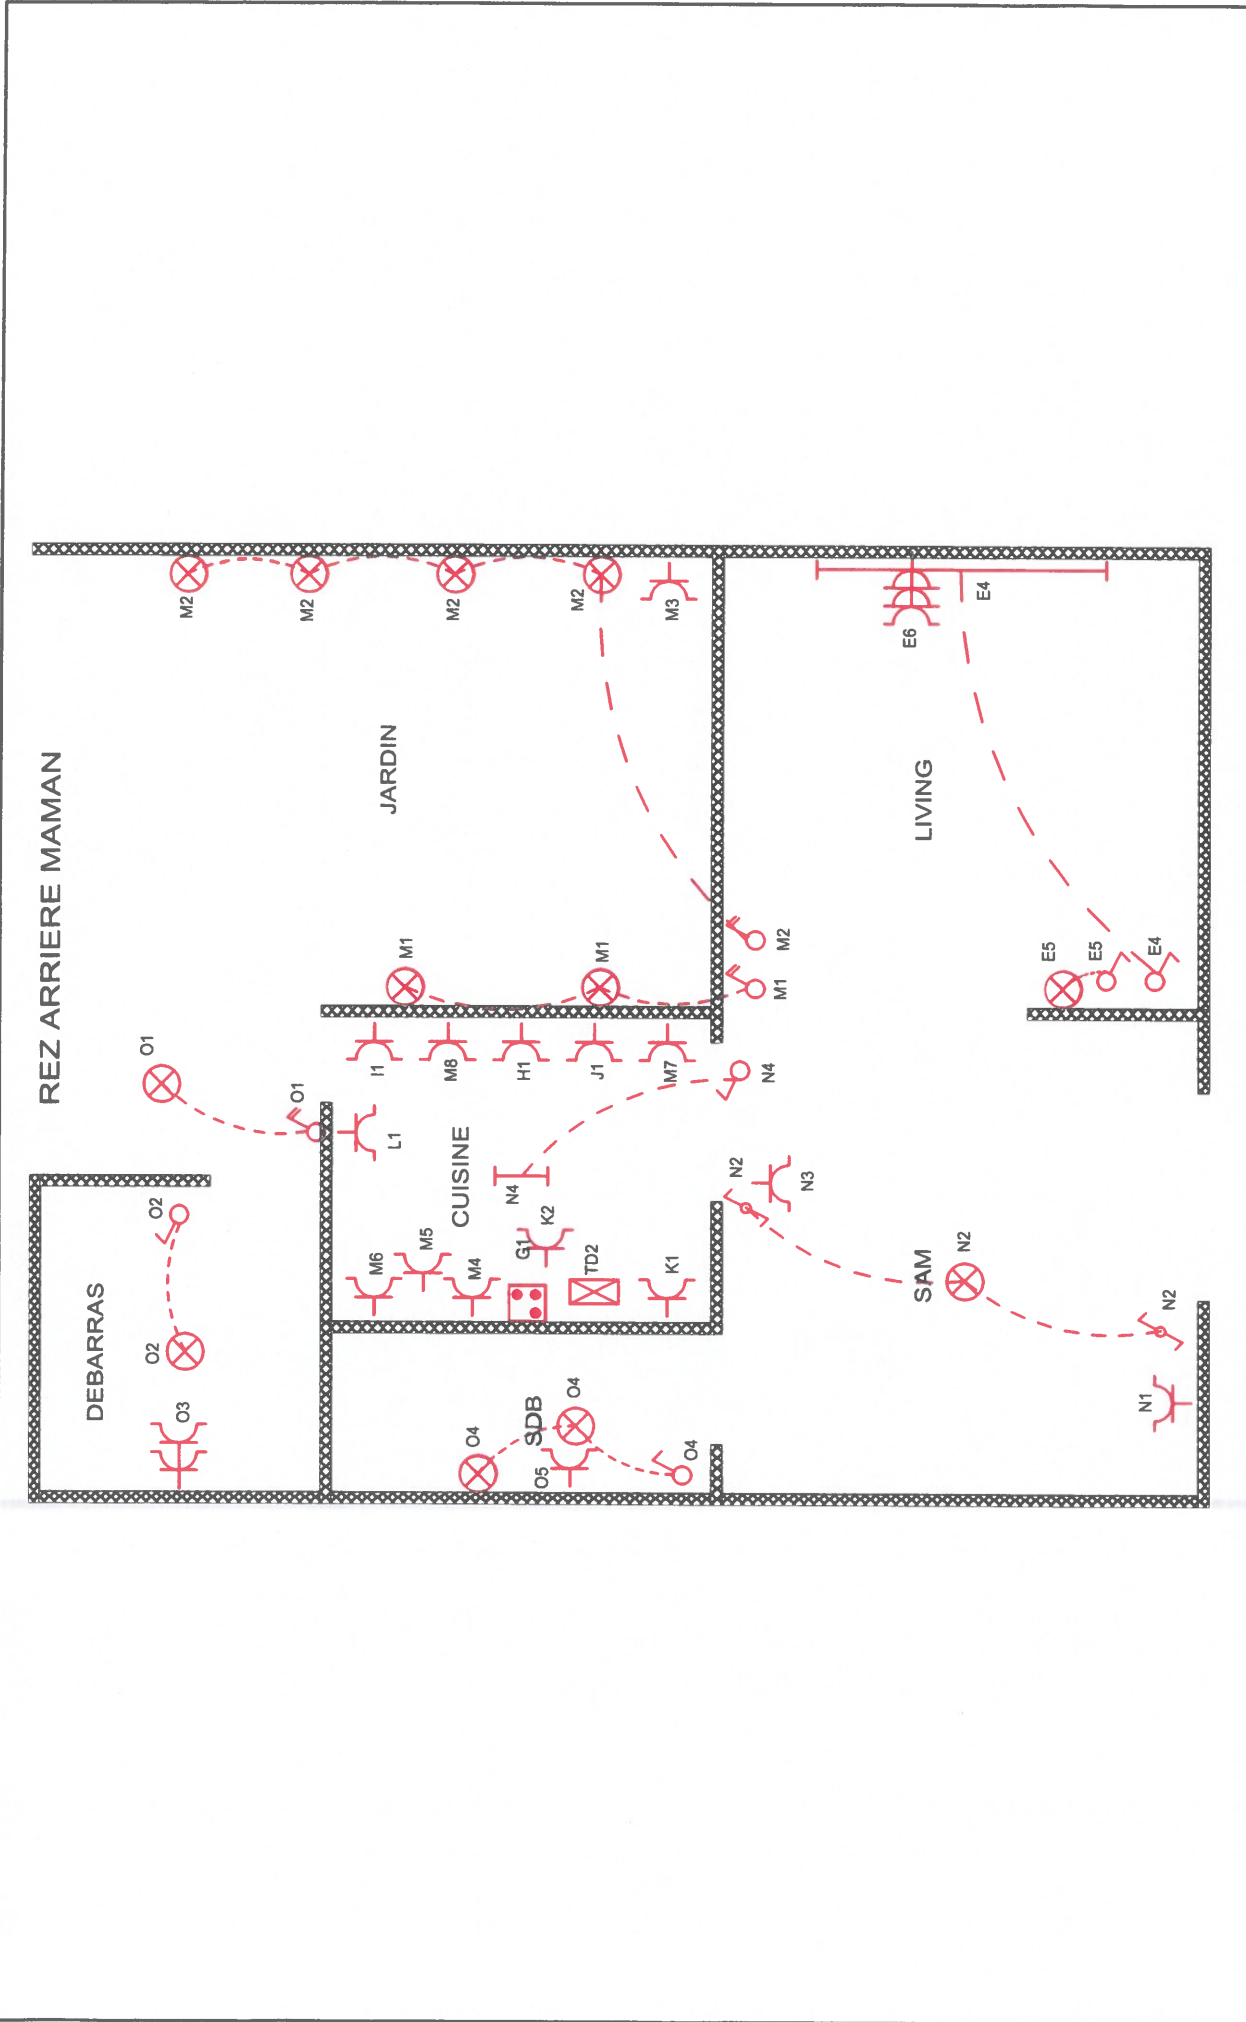 REZ ARRIERE MAMAN
DEBARRAS
O3
O2
O2
O1
O1
M2
M2
M2
M2
M3
JARDIN
M1
M1
I1
M8
H1
J1
M7
L1
CUISINE
N4
K2
G1
M6
M5
M4
TD2
K1
SDB
O4
O4
O5
O4
N4
M1
M2
N2
N3
SAM
N2
N2
N1
LIVING
E6
E4
E5
E5
E4